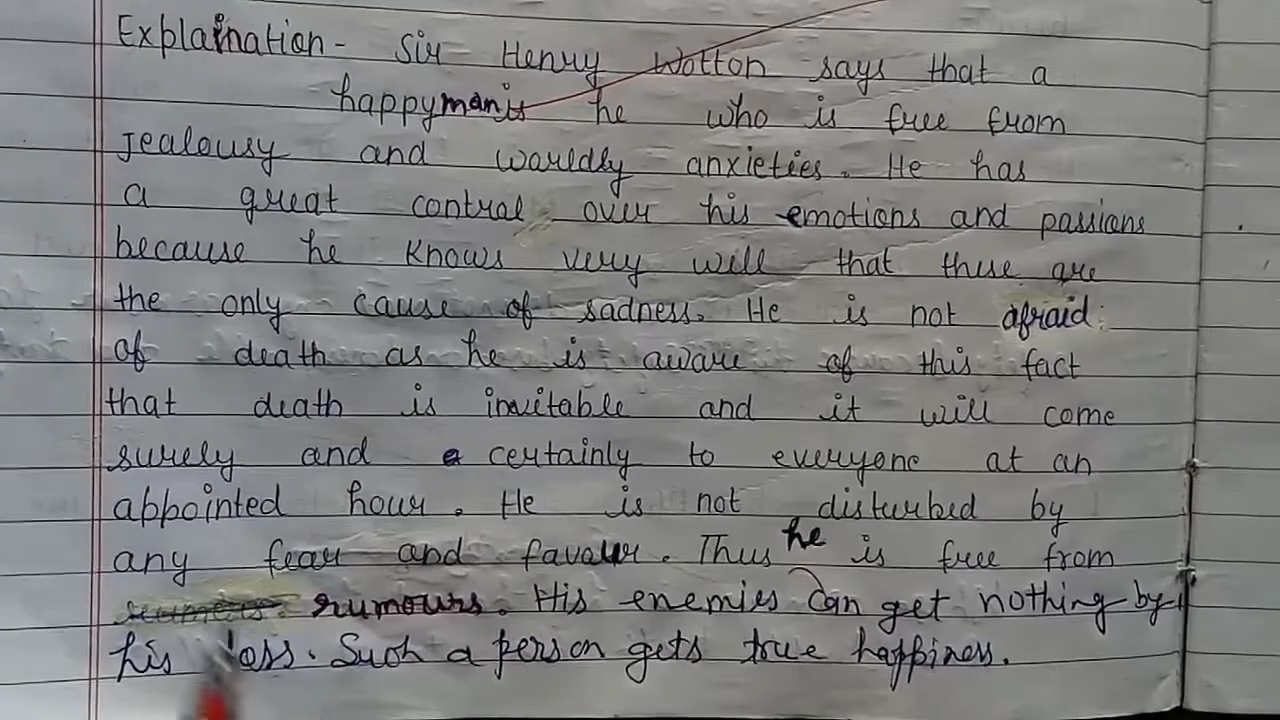 Explaination - Sir Henry Wotton says that a
happy man is he who is free from
Jealousy and worldly anxieties. He has
a great control over his emotions and passions
because he knows very well that these are
the only cause of sadness. He is not afraid
of death as he is aware of this fact
that death is invitable and it will come
surely and certainly to everyone at an
appointed hour. He is not disturbed by
any fear and favour. Thus he is free from
rumours. His enemies can get nothing by
his loss. Such a person gets true happiness.